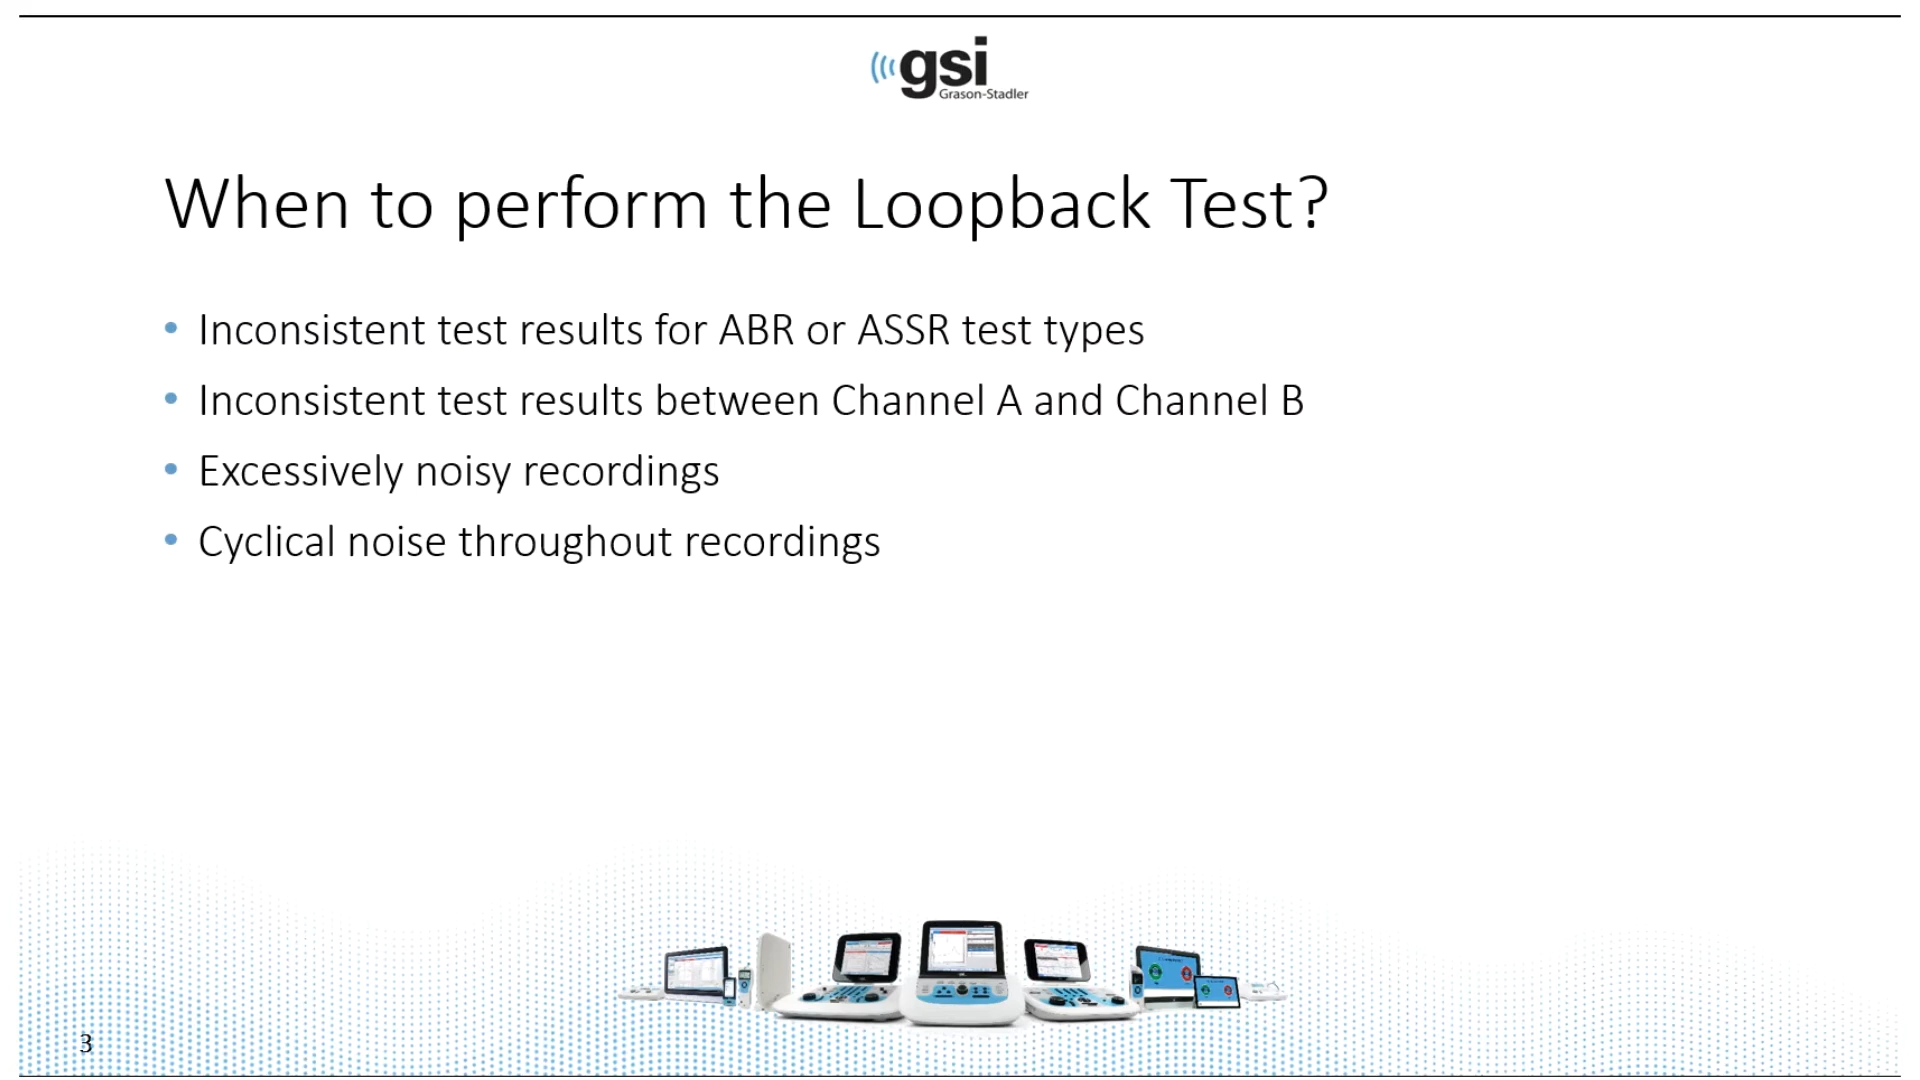 gsi
Grason-Stadler
When to perform the Loopback Test?
• Inconsistent test results for ABR or ASSR test types
• Inconsistent test results between Channel A and Channel B
• Excessively noisy recordings
• Cyclical noise throughout recordings
3